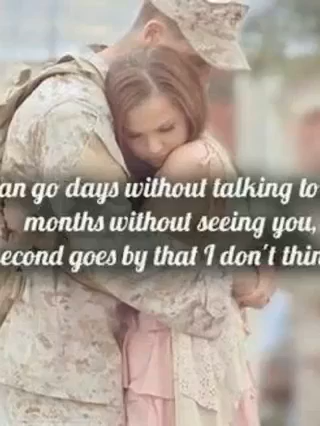 an go days without talking to
months without seeing you,
econd goes by that I don't thin